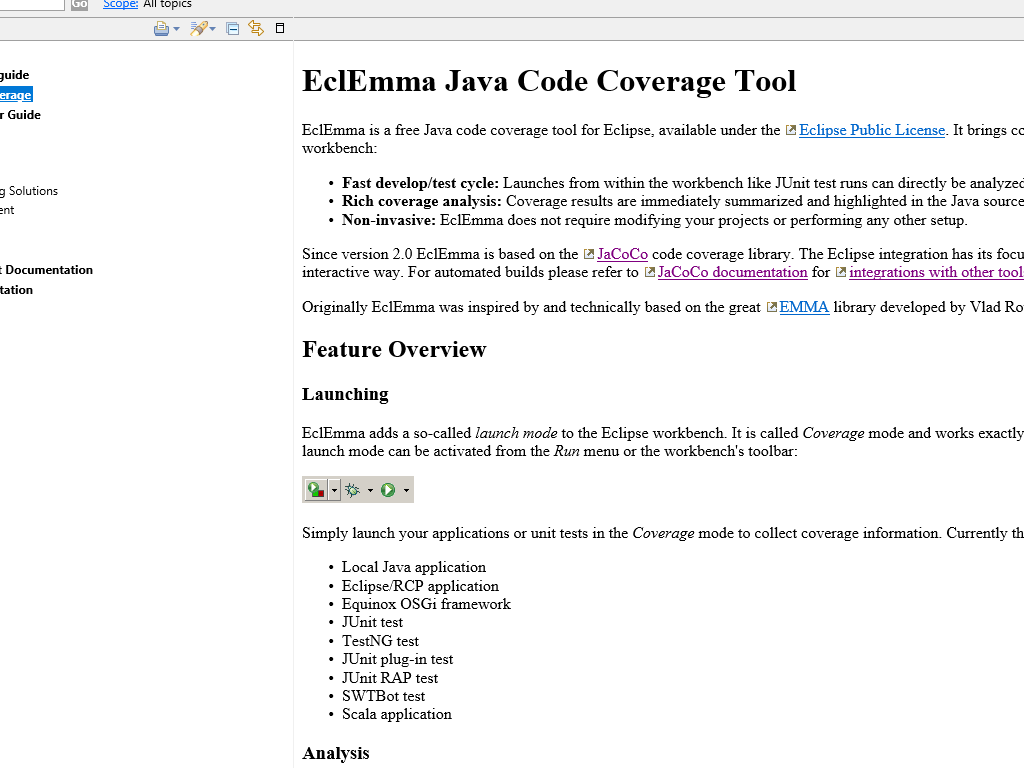 Go Scope: All topics
guide
erage
r Guide
g Solutions
ent
t Documentation
tation
EclEmma Java Code Coverage Tool
EclEmma is a free Java code coverage tool for Eclipse, available under the Eclipse Public License. It brings co
workbench:
• Fast develop/test cycle: Launches from within the workbench like JUnit test runs can directly be analyzed
• Rich coverage analysis: Coverage results are immediately summarized and highlighted in the Java source
• Non-invasive: EclEmma does not require modifying your projects or performing any other setup.
Since version 2.0 EclEmma is based on the JaCoCo code coverage library. The Eclipse integration has its focu
interactive way. For automated builds please refer to JaCoCo documentation for integrations with other tool
Originally EclEmma was inspired by and technically based on the great EMMA library developed by Vlad Ro
Feature Overview
Launching
EclEmma adds a so-called launch mode to the Eclipse workbench. It is called Coverage mode and works exactly
launch mode can be activated from the Run menu or the workbench's toolbar:
Simply launch your applications or unit tests in the Coverage mode to collect coverage information. Currently th
• Local Java application
• Eclipse/RCP application
• Equinox OSGi framework
• JUnit test
• TestNG test
• JUnit plug-in test
• JUnit RAP test
• SWTBot test
• Scala application
Analysis